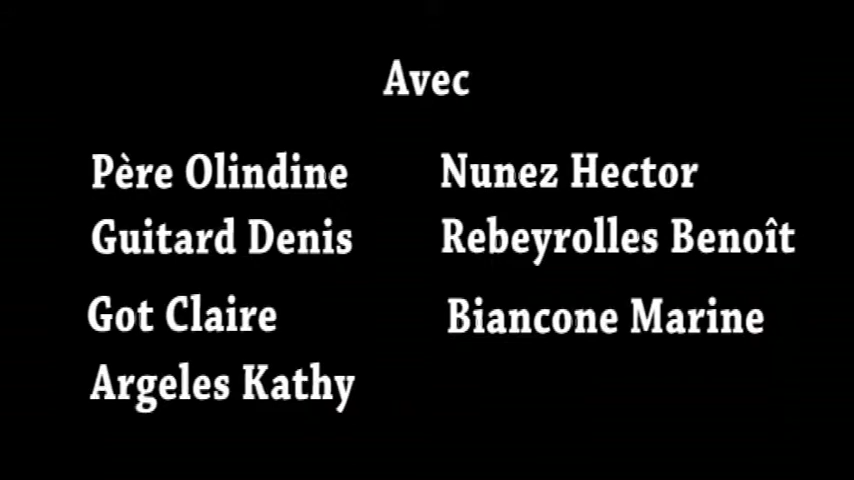 Avec
Père Olindine
Guitard Denis
Got Claire
Argeles Kathy
Nunez Hector
Rebeyrolles Benoît
Biancone Marine